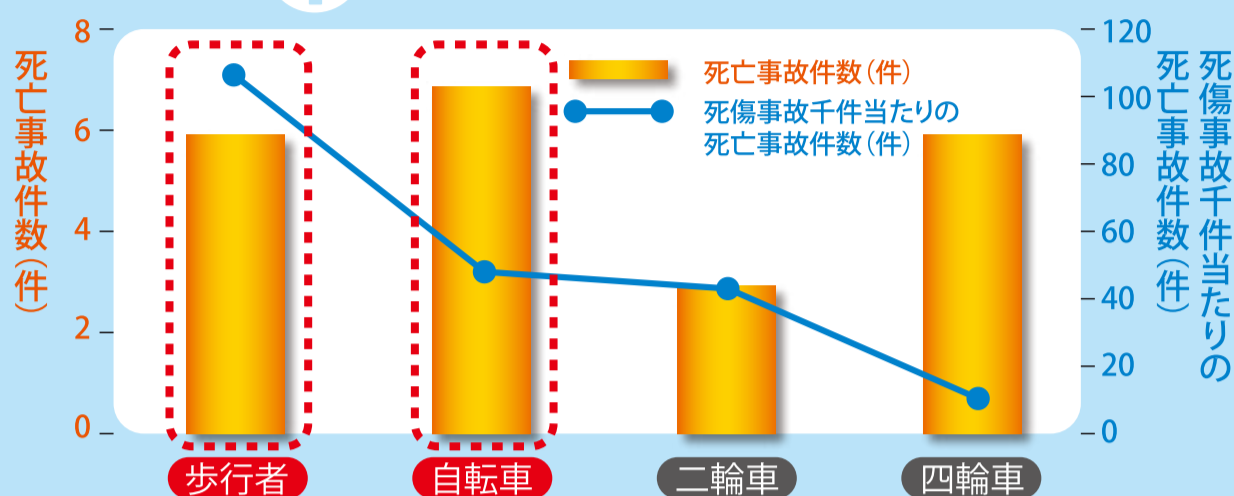 死亡事故件数（件）
8
6
4
2
0
死亡事故件数（件）
死傷事故千件当たりの
死亡事故件数（件）
120
100
80
60
40
20
0
死傷事故千件当たりの
死亡事故件数（件）
歩行者
自転車
二輪車
四輪車